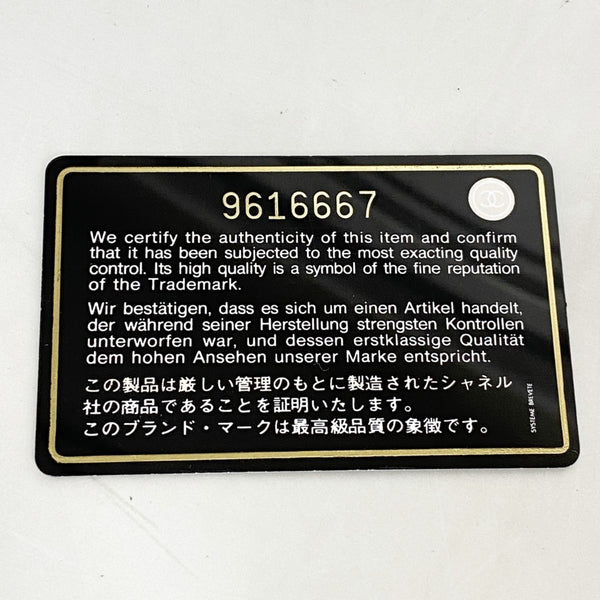 9616667
We certify the authenticity of this item and confirm
that it has been subjected to the most exacting quality
control. Its high quality is a symbol of the fine reputation
of the Trademark.
Wir bestätigen, dass es sich um einen Artikel handelt,
der während seiner Herstellung strengsten Kontrollen
unterworfen war, und dessen erstklassige Qualität
dem hohen Ansehen unserer Marke entspricht.
この製品は厳しい管理のもとに製造されたシャネル
社の商品であることを証明いたします。
このブランド・マークは最高級品質の象徴です。
SYSTEME BREVETE